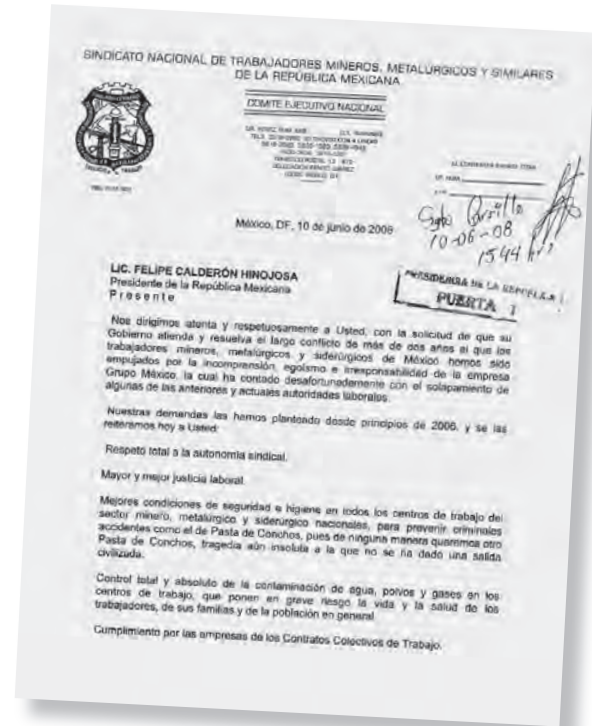 SINDICATO NACIONAL DE TRABAJADORES MINEROS, METALÚRGICOS Y SIMILARES
DE LA REPÚBLICA MEXICANA
COMITE EJECUTIVO NACIONAL
AL CONTESTAR
México, DF, 10 de junio de 2008
10-06-08
1544
LIC. FELIPE CALDERÓN HINOJOSA
Presidente de la República Mexicana
P r e s e n t e
PRESIDENCIA DE LA REPUBLICA
PUERTA 1
Nos dirigimos atenta y respetuosamente a Usted, con la solicitud de que su
Gobierno atienda y resuelva el largo conflicto de más de dos años al que los
trabajadores mineros, metalúrgicos y siderúrgicos de México hemos sido
empujados por la incomprensión, egoísmo e irresponsabilidad de la empresa
Grupo México, la cual ha contado desafortunadamente con el solapamiento de
algunas de las anteriores y actuales autoridades laborales.
Nuestras demandas las hemos planteado desde principios de 2006, y se las
reiteramos hoy a Usted:
Respeto total a la autonomía sindical.
Mayor y mejor justicia laboral.
Mejores condiciones de seguridad e higiene en todos los centros de trabajo del
sector minero, metalúrgico y siderúrgico nacionales, para prevenir criminales
accidentes como el de Pasta de Conchos, pues de ninguna manera queremos otro
Pasta de Conchos, tragedia aún insoluta a la que no se ha dado una salida
civilizada.
Control total y absoluto de la contaminación de agua, polvos y gases en los
centros de trabajo, que ponen en grave riesgo la vida y la salud de los
trabajadores, de sus familias y de la población en general.
Cumplimiento por las empresas de los Contratos Colectivos de Trabajo.